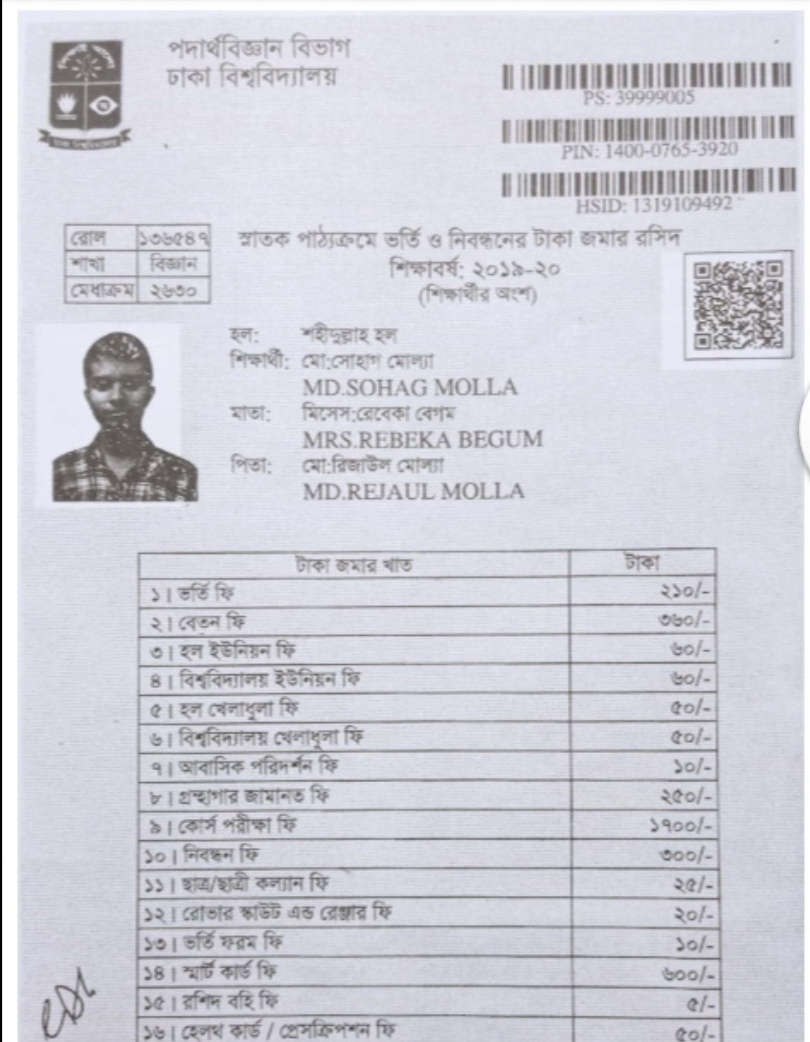 পদার্থবিজ্ঞান বিভাগ
ঢাকা বিশ্ববিদ্যালয়
PS: 39999005
PIN: 1400-0765-3920
HSID: 1319109492
রোল ১৩৬৫৪৭
শাখা বিজ্ঞান
মেধাক্রম ২৬৩০
স্নাতক পাঠ্যক্রমে ভর্তি ও নিবন্ধনের টাকা জমার রসিদ
শিক্ষাবর্ষ: ২০১৯-২০
(শিক্ষার্থীর অংশ)
হল: শহীদুল্লাহ হল
শিক্ষার্থী: মো:সোহাগ মোল্যা
MD.SOHAG MOLLA
মাতা: মিসেস:রেবেকা বেগম
MRS.REBEKA BEGUM
পিতা: মো:রিজাউল মোল্যা
MD.REJAUL MOLLA
টাকা জমার খাত টাকা
১। ভর্তি ফি ২১০/-
২। বেতন ফি ৩৬০/-
৩। হল ইউনিয়ন ফি ৬০/-
৪। বিশ্ববিদ্যালয় ইউনিয়ন ফি ৬০/-
৫। হল খেলাধুলা ফি ৫০/-
৬। বিশ্ববিদ্যালয় খেলাধুলা ফি ৫০/-
৭। আবাসিক পরিদর্শন ফি ১০/-
৮। গ্রন্থাগার জামানত ফি ২৫০/-
৯। কোর্স পরীক্ষা ফি ১৭০০/-
১০। নিবন্ধন ফি ৩০০/-
১১। ছাত্র/ছাত্রী কল্যান ফি ২৫/-
১২। রোভার স্কাউট এন্ড রেঞ্জার ফি ২০/-
১৩। ভর্তি ফরম ফি ১০/-
১৪। স্মার্ট কার্ড ফি ৬০০/-
১৫। রশিদ বহি ফি ৫/-
১৬। হেলথ কার্ড / প্রেসক্রিপশন ফি ৫০/-